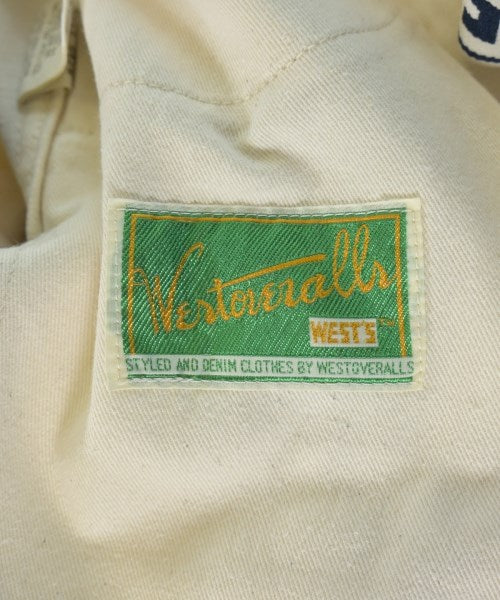 Westoveralls
WEST'S
STYLED AND DENIM CLOTHES BY WESTOVERALLS